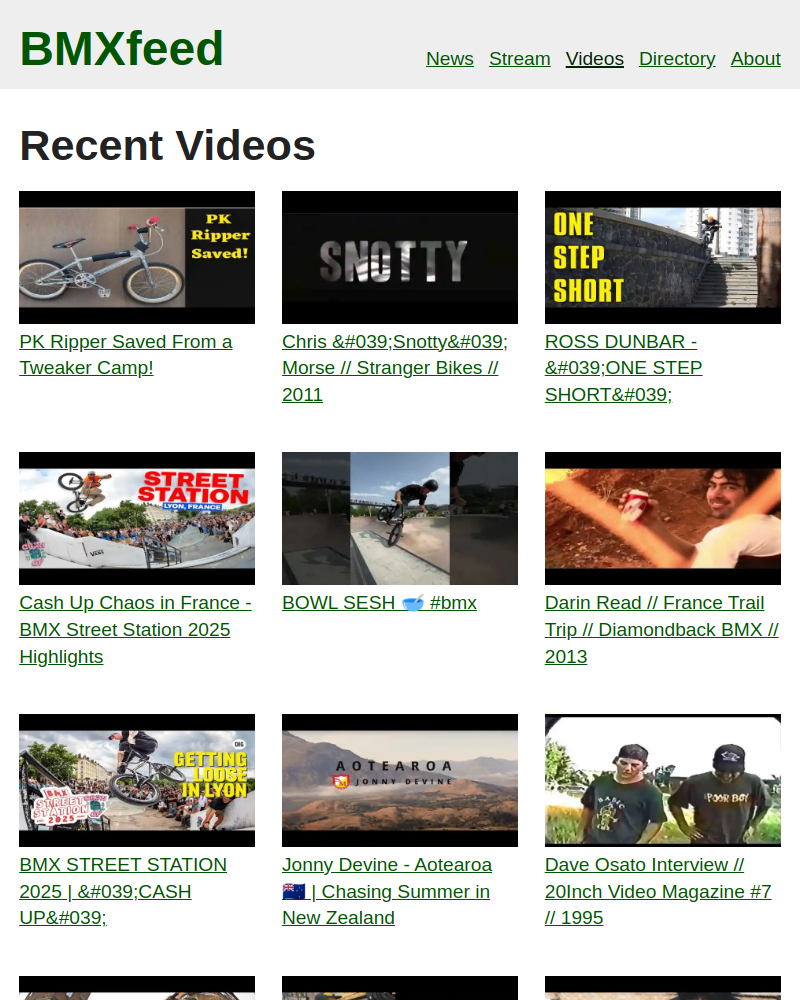 BMXfeed
News Stream Videos Directory About
Recent Videos
PK
Ripper
Saved!
SNOTTY
ONE
STEP
SHORT
PK Ripper Saved From a
Tweaker Camp!
Chris &#039;Snotty&#039;
Morse // Stranger Bikes //
2011
ROSS DUNBAR -
&#039;ONE STEP
SHORT&#039;
STREET
STATION
LYON, FRANCE
CASH
UP
Vans
Cash Up Chaos in France -
BMX Street Station 2025
Highlights
BOWL SESH 🥣 #bmx
Darin Read // France Trail
Trip // Diamondback BMX //
2013
DIG
GETTING
LOOSE
IN LYON
BMX
STREET
STATION
2025
AOTEAROA
JONNY DEVINE
BASIC
POOR BOY
BMX STREET STATION
2025 | &#039;CASH
UP&#039;
Jonny Devine - Aotearoa
🇳🇿 | Chasing Summer in
New Zealand
Dave Osato Interview //
20Inch Video Magazine #7
// 1995